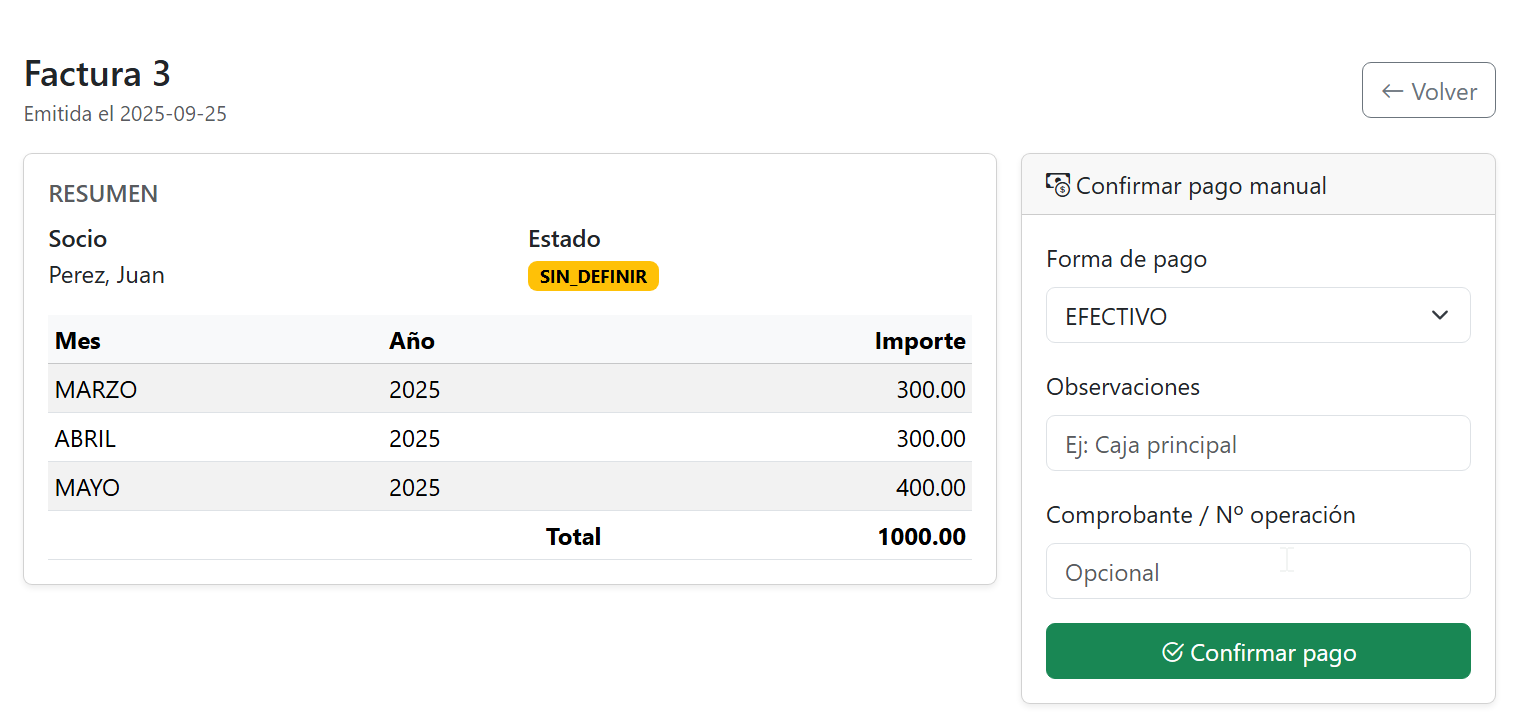 Factura 3
Emitida el 2025-09-25
← Volver
RESUMEN
Socio Estado
Perez, Juan SIN_DEFINIR
Mes Año Importe
MARZO 2025 300.00
ABRIL 2025 300.00
MAYO 2025 400.00
Total 1000.00
Confirmar pago manual
Forma de pago
EFECTIVO
Observaciones
Ej: Caja principal
Comprobante / Nº operación
Opcional
Confirmar pago